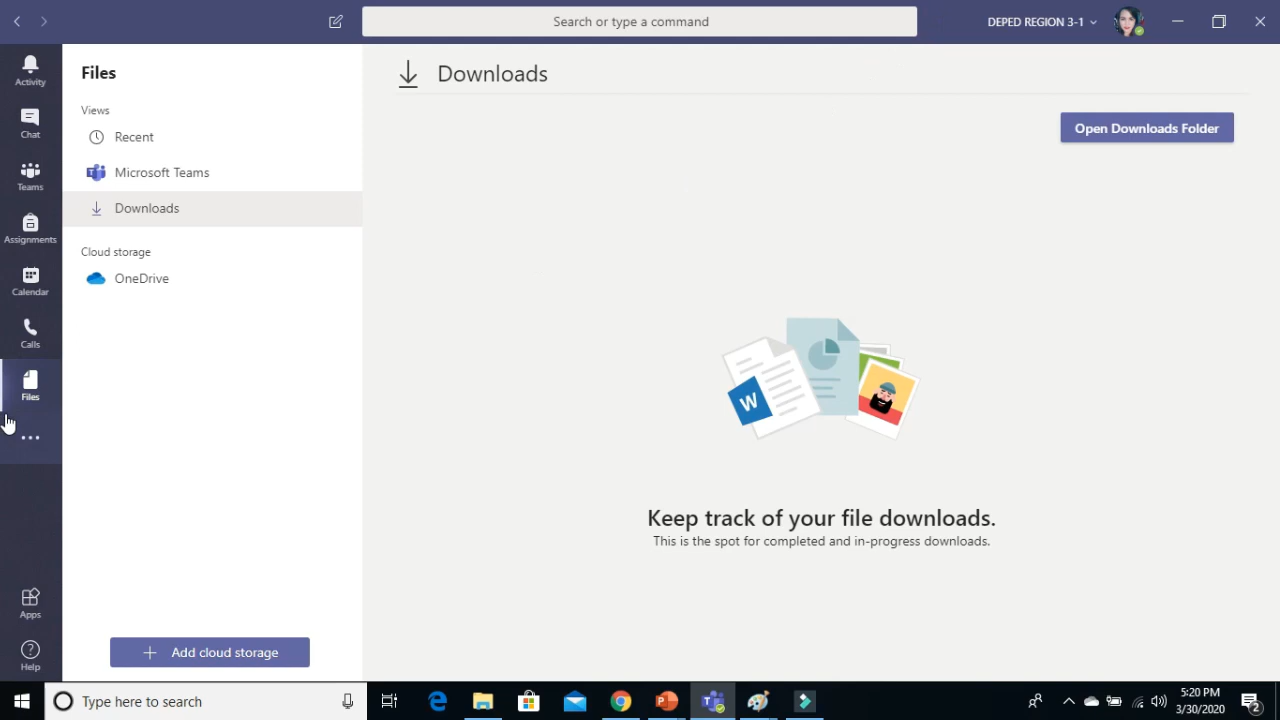 Search or type a command
DEPED REGION 3-1
Activity
Chat
Teams
Assignments
Calendar
Calls
Files
Apps
Help
Files
Views
Recent
Microsoft Teams
Downloads
Cloud storage
OneDrive
Add cloud storage
Downloads
Open Downloads Folder
W
Keep track of your file downloads.
This is the spot for completed and in-progress downloads.
Type here to search
5:20 PM
3/30/2020
2